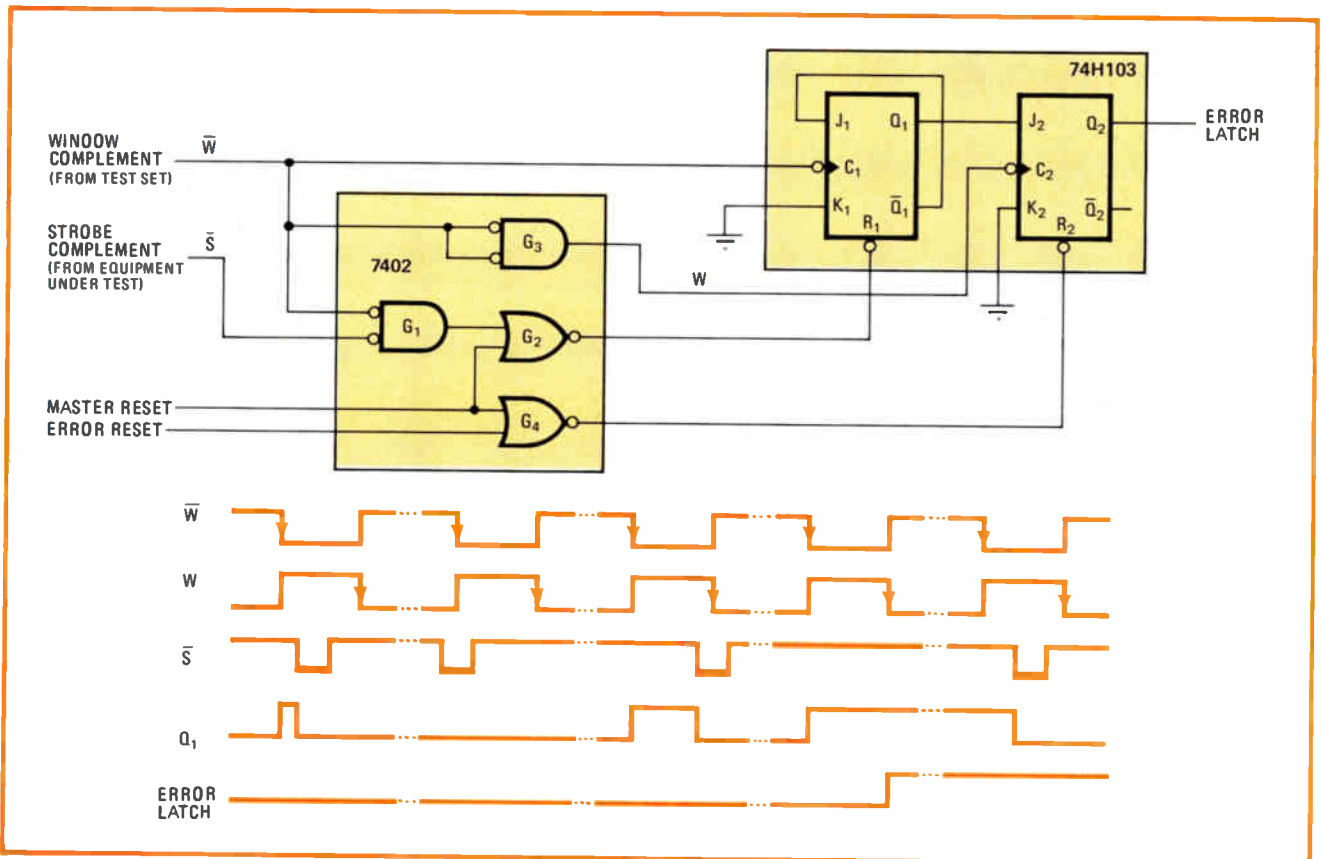 74H103
WINDOW
COMPLEMENT
(FROM TEST SET)
W̅
STROBE
COMPLEMENT
(FROM EQUIPMENT
UNDER TEST)
S̅
MASTER RESET
ERROR RESET
7402
G₃
G₁
G₂
G₄
W
J₁
Q₁
C₁
K₁
Q̅₁
R₁
J₂
Q₂
C₂
K₂
Q̅₂
R₂
ERROR
LATCH
W̅
W
S̅
Q₁
ERROR
LATCH